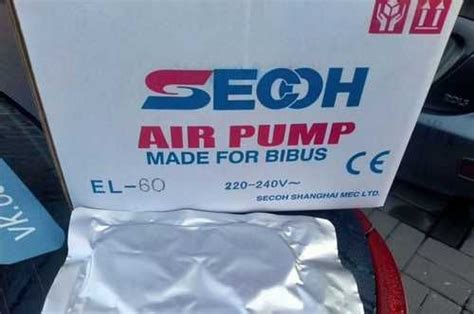 SECOH
AIR PUMP
MADE FOR BIBUS
CE
EL-60
220-240V~
SECOH SHANGHAI MEC LTD.